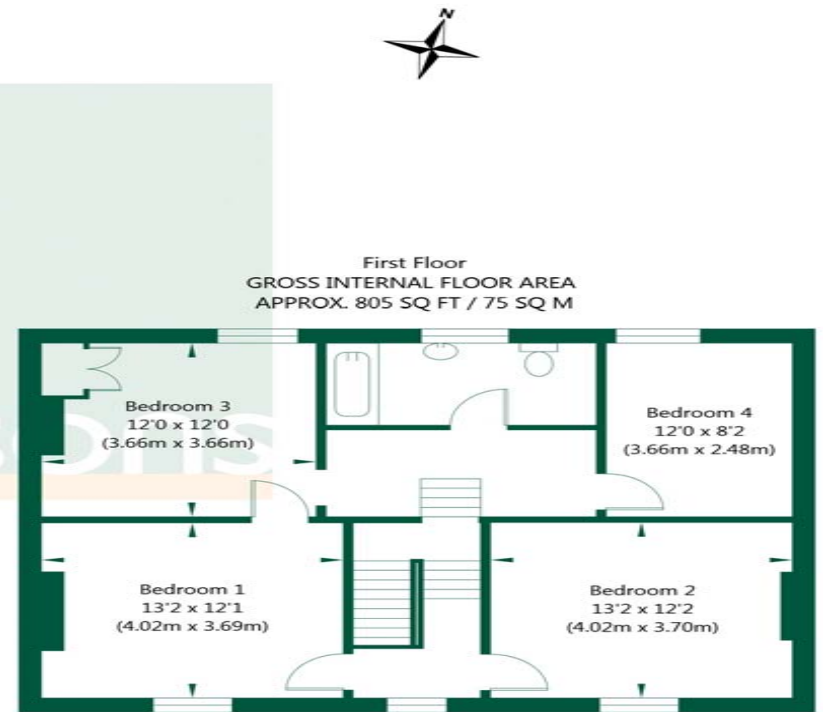 N
First Floor
GROSS INTERNAL FLOOR AREA
APPROX. 805 SQ FT / 75 SQ M
Bedroom 3
12'0 x 12'0
(3.66m x 3.66m)
Bedroom 4
12'0 x 8'2
(3.66m x 2.48m)
Bedroom 1
13'2 x 12'1
(4.02m x 3.69m)
Bedroom 2
13'2 x 12'2
(4.02m x 3.70m)